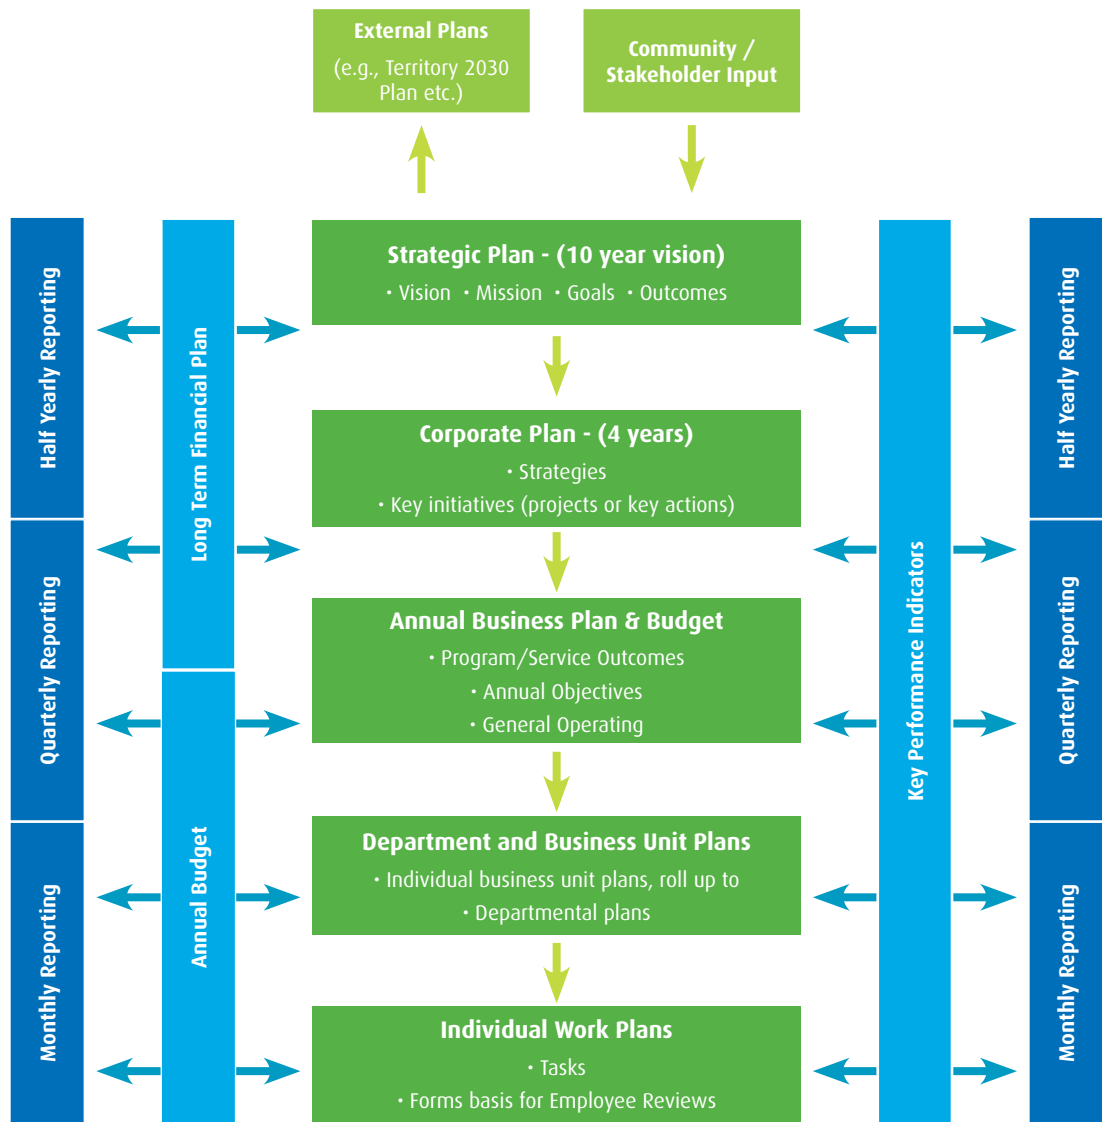 External Plans
(e.g., Territory 2030
Plan etc.)
Community /
Stakeholder Input
Half Yearly Reporting
Quarterly Reporting
Monthly Reporting
Long Term Financial Plan
Annual Budget
Strategic Plan - (10 year vision)
• Vision • Mission • Goals • Outcomes
Corporate Plan - (4 years)
• Strategies
• Key initiatives (projects or key actions)
Annual Business Plan & Budget
• Program/Service Outcomes
• Annual Objectives
• General Operating
Department and Business Unit Plans
• Individual business unit plans, roll up to
• Departmental plans
Individual Work Plans
• Tasks
• Forms basis for Employee Reviews
Key Performance Indicators
Half Yearly Reporting
Quarterly Reporting
Monthly Reporting